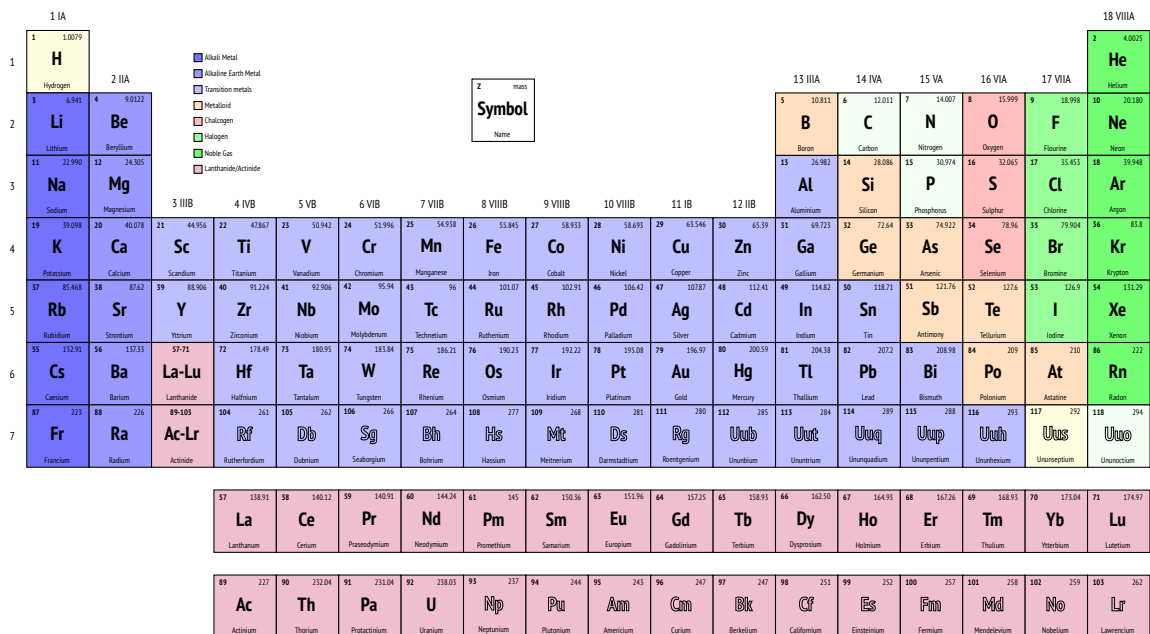 1 IA
18 VIIIA
1 1.0079 2 4.0025
1 H He
Hydrogen Helium
Alkali Metal
Alkaline Earth Metal
Transition metals
Metalloid
Chalcogen
Halogen
Noble Gas
Lanthanide/Actinide
Z mass
Symbol
Name
2 IIA 13 IIIA 14 IVA 15 VA 16 VIA 17 VIIA
3 6.941 4 9.0122 5 10.811 6 12.011 7 14.007 8 15.999 9 18.998 10 20.180
2 Li Be B C N O F Ne
Lithium Beryllium Boron Carbon Nitrogen Oxygen Flourine Neon
11 22.990 12 24.305 13 26.982 14 28.086 15 30.974 16 32.065 17 35.453 18 39.948
3 Na Mg Al Si P S Cl Ar
Sodium Magnesium Aluminium Silicon Phosphorus Sulphur Chlorine Argon
3 IIIB 4 IVB 5 VB 6 VIB 7 VIIB 8 VIIIB 9 VIIIB 10 VIIIB 11 IB 12 IIB
19 39.098 20 40.078 21 44.956 22 47.867 23 50.942 24 51.996 25 54.938 26 55.845 27 58.933 28 58.693 29 63.546 30 65.39 31 69.723 32 72.64 33 74.922 34 78.96 35 79.904 36 83.8
4 K Ca Sc Ti V Cr Mn Fe Co Ni Cu Zn Ga Ge As Se Br Kr
Potassium Calcium Scandium Titanium Vanadium Chromium Manganese Iron Cobalt Nickel Copper Zinc Gallium Germanium Arsenic Selenium Bromine Krypton
37 85.468 38 87.62 39 88.906 40 91.224 41 92.906 42 95.94 43 96 44 101.07 45 102.91 46 106.42 47 107.87 48 112.41 49 114.82 50 118.71 51 121.76 52 127.6 53 126.9 54 131.29
5 Rb Sr Y Zr Nb Mo Tc Ru Rh Pd Ag Cd In Sn Sb Te I Xe
Rubidium Strontium Yttrium Zirconium Niobium Molybdenum Technetium Ruthenium Rhodium Palladium Silver Cadmium Indium Tin Antimony Tellurium Iodine Xenon
55 132.91 56 137.33 57-71 72 178.49 73 180.95 74 183.84 75 186.21 76 190.23 77 192.22 78 195.08 79 196.97 80 200.59 81 204.38 82 207.2 83 208.98 84 209 85 210 86 222
6 Cs Ba La-Lu Hf Ta W Re Os Ir Pt Au Hg Tl Pb Bi Po At Rn
Caesium Barium Lanthanide Halfnium Tantalum Tungsten Rhenium Osmium Iridium Platinum Gold Mercury Thallium Lead Bismuth Polonium Astatine Radon
87 223 88 226 89-103 104 261 105 262 106 266 107 264 108 277 109 268 110 281 111 280 112 285 113 284 114 289 115 288 116 293 117 292 118 294
7 Fr Ra Ac-Lr Rf Db Sg Bh Hs Mt Ds Rg Uub Uut Uuq Uup Uuh Uus Uuo
Francium Radium Actinide Rutherfordium Dubnium Seaborgium Bohrium Hassium Meitnerium Darmstadtium Roentgenium Ununbium Ununtrium Ununquadium Ununpentium Ununhexium Ununseptium Ununoctium
57 138.91 58 140.12 59 140.91 60 144.24 61 145 62 150.36 63 151.96 64 157.25 65 158.93 66 162.50 67 164.93 68 167.26 69 168.93 70 173.04 71 174.97
La Ce Pr Nd Pm Sm Eu Gd Tb Dy Ho Er Tm Yb Lu
Lanthanum Cerium Praseodymium Neodymium Promethium Samarium Europium Gadolinium Terbium Dysprosium Holmium Erbium Thulium Ytterbium Lutetium
89 227 90 232.04 91 231.04 92 238.03 93 237 94 244 95 243 96 247 97 247 98 251 99 252 100 257 101 258 102 259 103 262
Ac Th Pa U Np Pu Am Cm Bk Cf Es Fm Md No Lr
Actinium Thorium Protactinium Uranium Neptunium Plutonium Americium Curium Berkelium Californium Einsteinium Fermium Mendelevium Nobelium Lawrencium